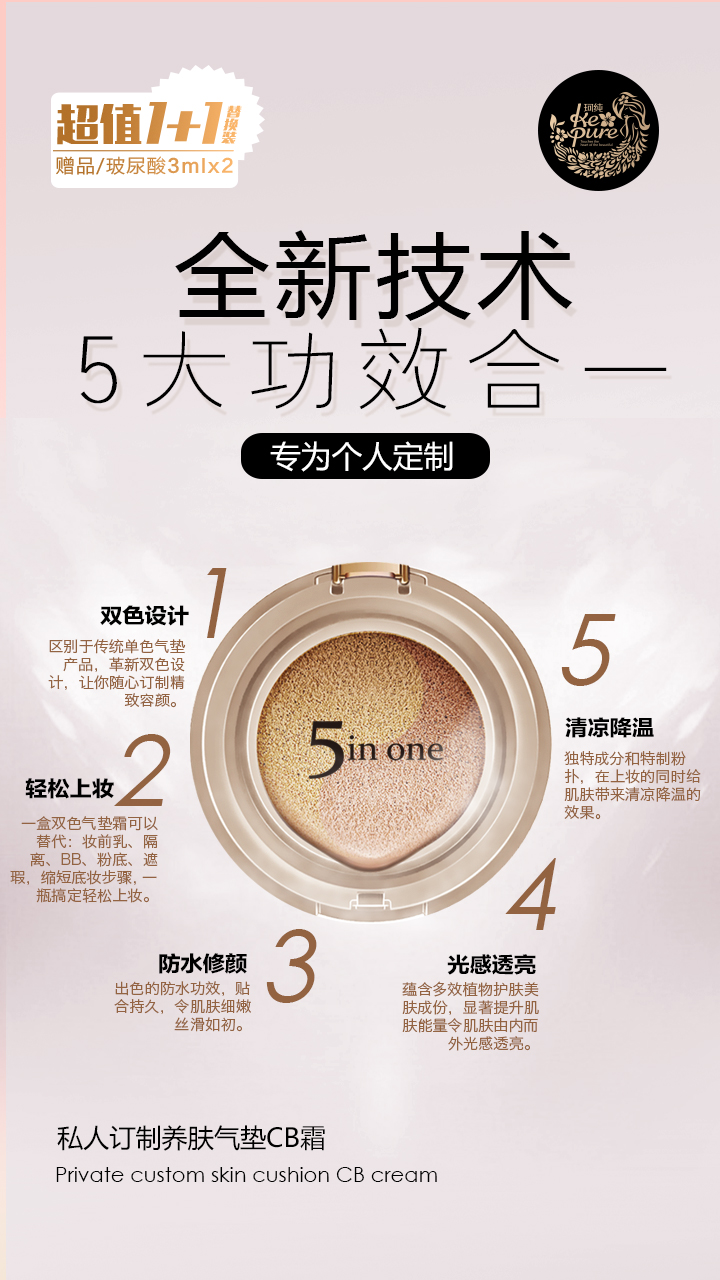 超值1+1替换装
赠品/玻尿酸3mlx2
珂纯
Ke
pure
全新技术
5大功效合一
专为个人定制
1
双色设计
区别于传统单色气垫
产品，革新双色设
计，让你随心订制精
致容颜。
2
轻松上妆
一盒双色气垫霜可以
替代：妆前乳、隔
离、BB、粉底、遮
瑕，缩短底妆步骤，一
瓶搞定轻松上妆。
3
防水修颜
出色的防水功效，贴
合持久，令肌肤细嫩
丝滑如初。
4
光感透亮
蕴含多效植物护肤美
肤成份，显著提升肌
肤能量令肌肤由内而
外光感透亮。
5
清凉降温
独特成分和特制粉
扑，在上妆的同时给
肌肤带来清凉降温的
效果。
5in one
私人订制养肤气垫CB霜
Private custom skin cushion CB cream